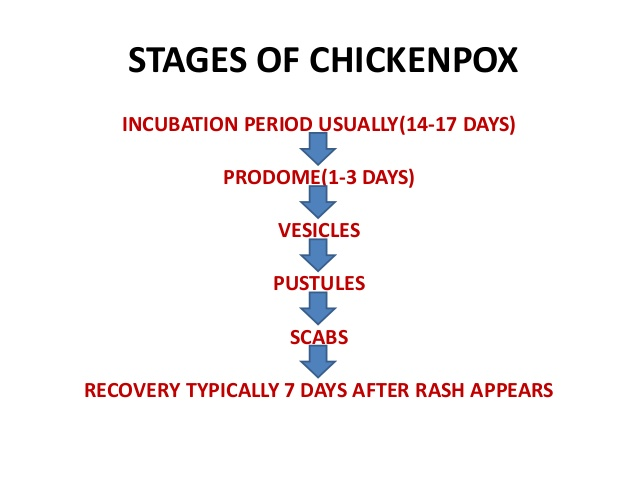 STAGES OF CHICKENPOX
INCUBATION PERIOD USUALLY(14-17 DAYS)
PRODOME(1-3 DAYS)
VESICLES
PUSTULES
SCABS
RECOVERY TYPICALLY 7 DAYS AFTER RASH APPEARS